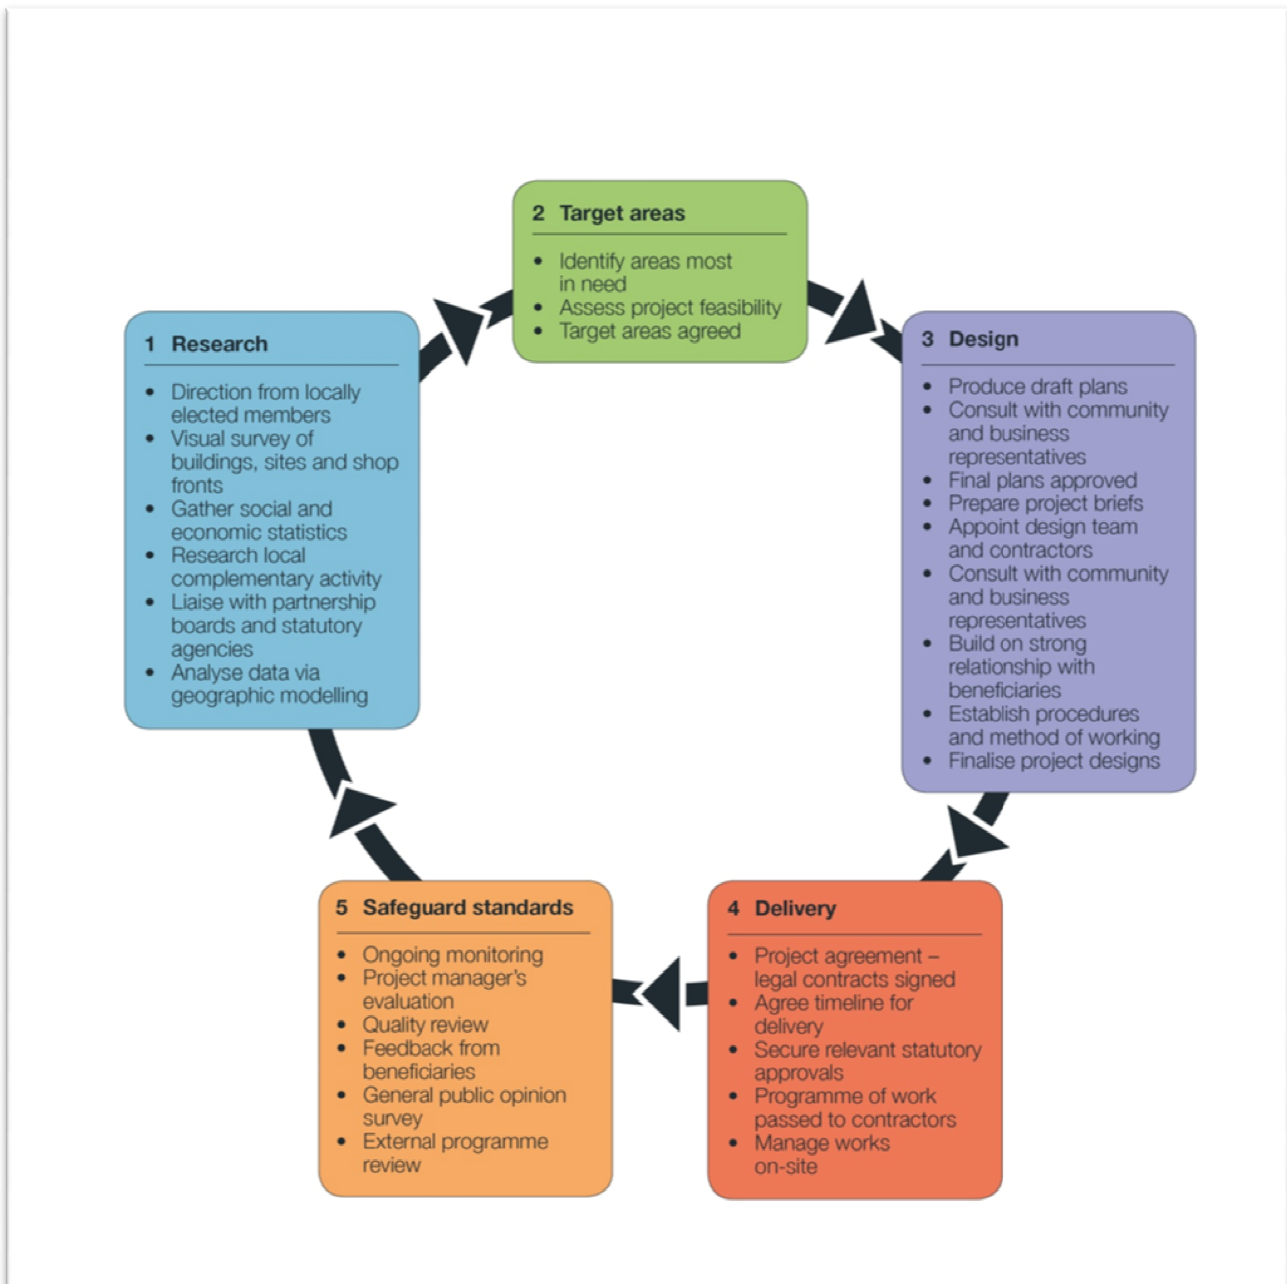 1 Research
• Direction from locally
elected members
• Visual survey of
buildings, sites and shop
fronts
• Gather social and
economic statistics
• Research local
complementary activity
• Liaise with partnership
boards and statutory
agencies
• Analyse data via
geographic modelling
2 Target areas
• Identify areas most
in need
• Assess project feasibility
• Target areas agreed
3 Design
• Produce draft plans
• Consult with community
and business
representatives
• Final plans approved
• Prepare project briefs
• Appoint design team
and contractors
• Consult with community
and business
representatives
• Build on strong
relationship with
beneficiaries
• Establish procedures
and method of working
• Finalise project designs
4 Delivery
• Project agreement –
legal contracts signed
• Agree timeline for
delivery
• Secure relevant statutory
approvals
• Programme of work
passed to contractors
• Manage works
on-site
5 Safeguard standards
• Ongoing monitoring
• Project manager’s
evaluation
• Quality review
• Feedback from
beneficiaries
• General public opinion
survey
• External programme
review